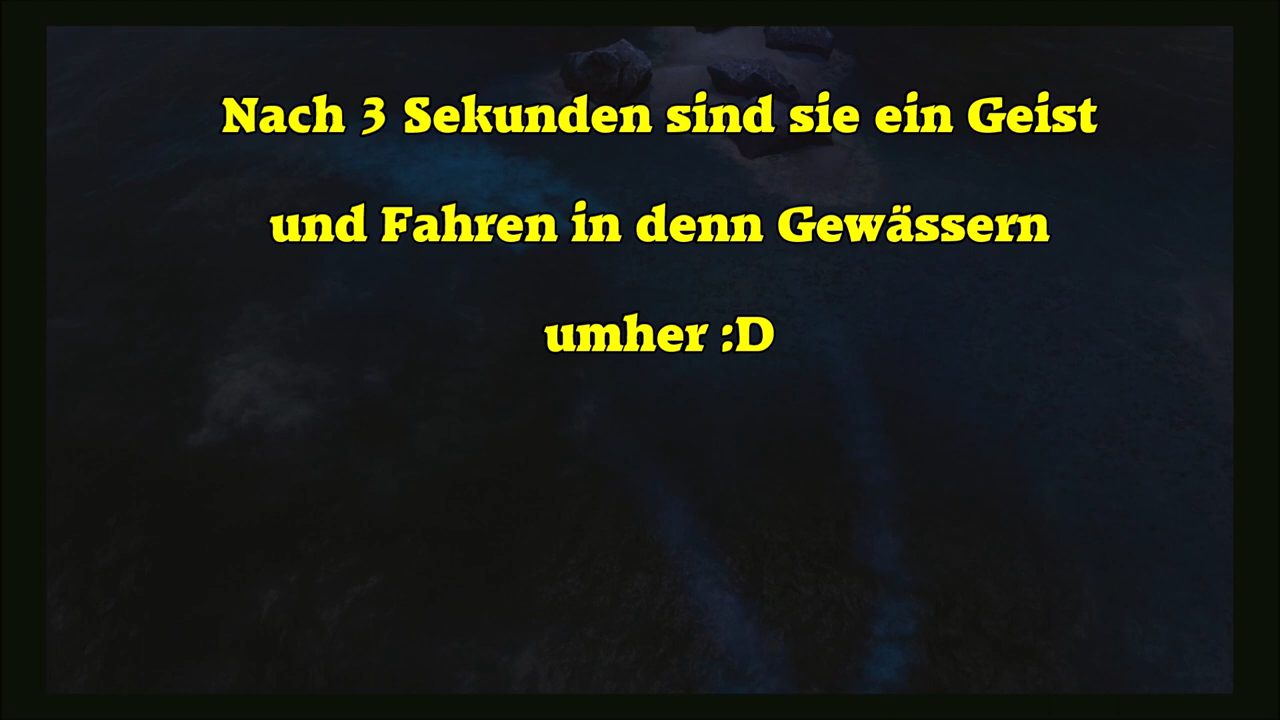 Nach 3 Sekunden sind sie ein Geist
und Fahren in denn Gewässern
umher :D